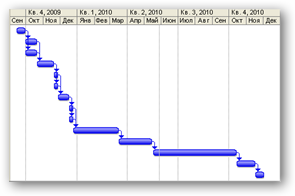 Кв. 4, 2009 Кв. 1, 2010 Кв. 2, 2010 Кв. 3, 2010 Кв. 4, 2010
Сен Окт Ноя Дек Янв Фев Мар Апр Май Июн Июл Авг Сен Окт Ноя Дек